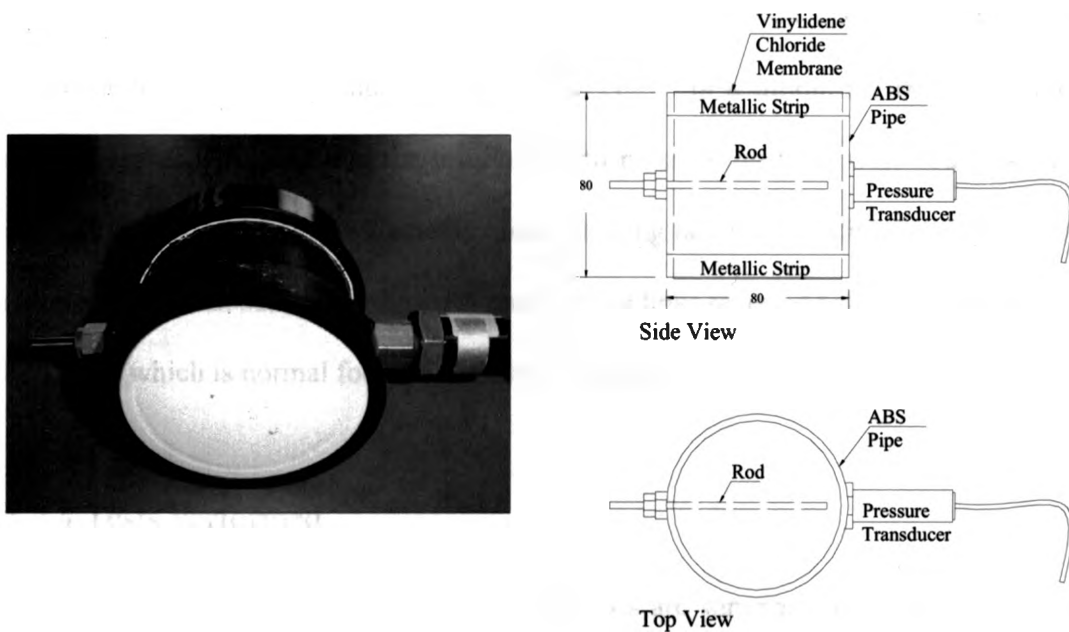 Vinylidene
Chloride
Membrane
Metallic Strip
ABS
Pipe
Rod
80
Pressure
Transducer
Metallic Strip
80
Side View
which is normal fo
ABS
Pipe
Rod
Pressure
Transducer
Top View